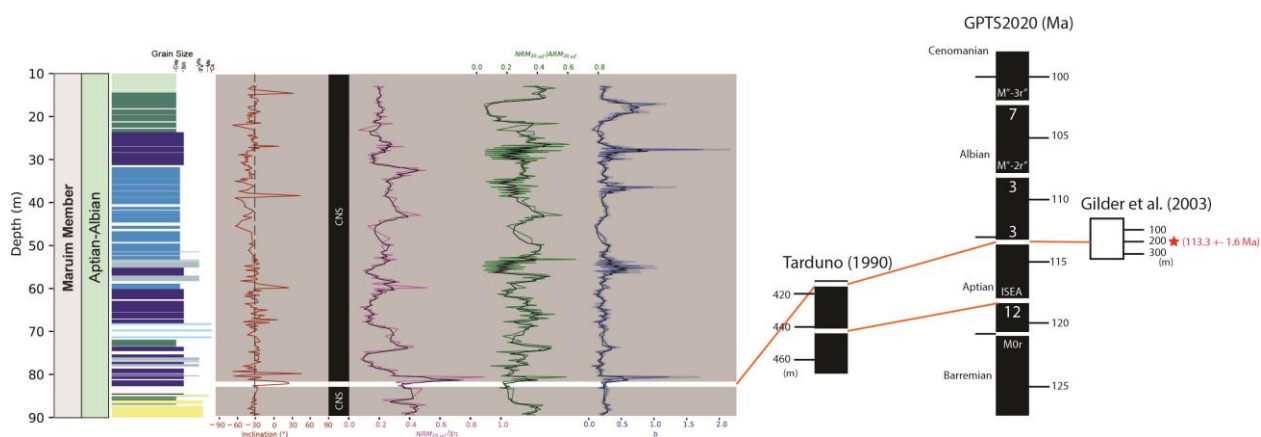 GPTS2020 (Ma)
Grain Size
Clay
Silt
NRM20 mT/ARM20 mT
0.0 0.2 0.4 0.6 0.8
Cenomanian
100
M"-3r"
7
105
Albian
M"-2r"
3
110
3
Gilder et al. (2003)
100
200 (113.3 +- 1.6 Ma)
300
(m)
115
Aptian
ISEA
12
120
M0r
Barremian
125
Tarduno (1990)
420
440
460
(m)
Depth (m)
10
20
30
40
50
60
70
80
90
Maruim Member
Aptian-Albian
CNS
CNS
−90 −60 −30 0 30 60 90
inclination (°)
0.0 0.2 0.4 0.6 0.8 1.0
NRM20 mT/χn
0.0 0.5 1.0 1.5 2.0
b